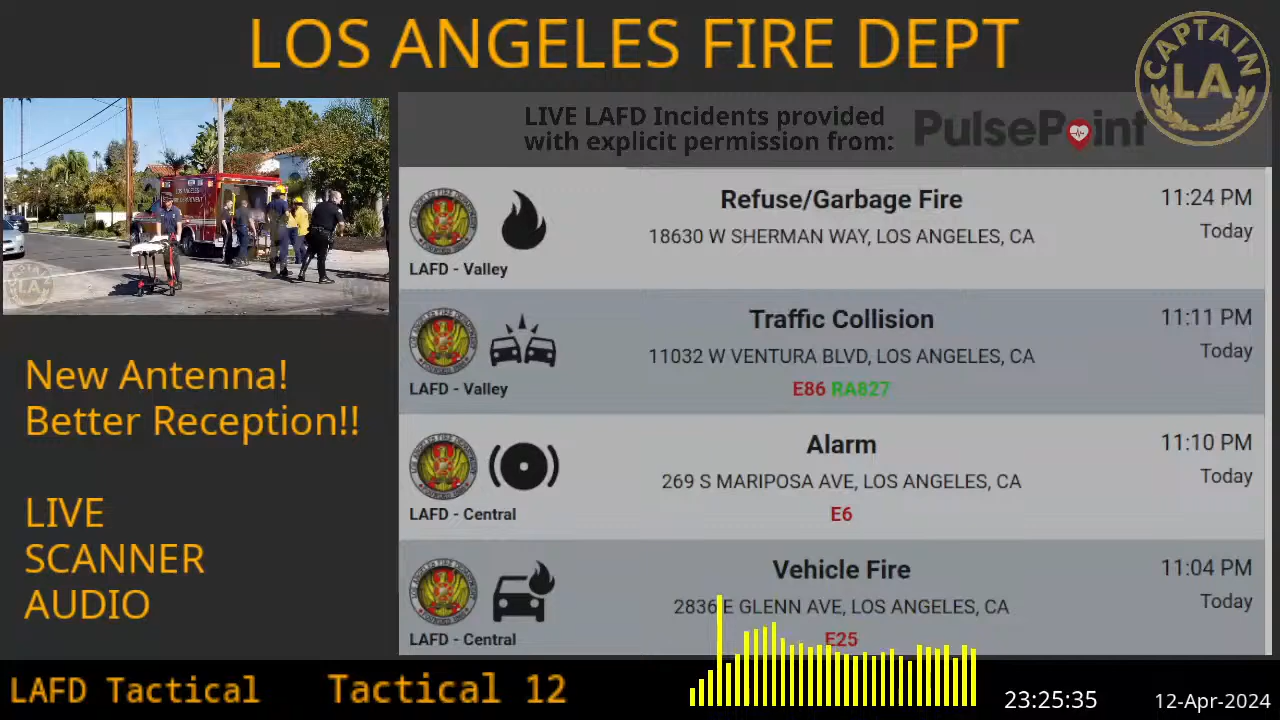 LOS ANGELES FIRE DEPT
CAPTAIN
LA
LIVE LAFD Incidents provided
with explicit permission from:
PulsePoint
Refuse/Garbage Fire
11:24 PM
18630 W SHERMAN WAY, LOS ANGELES, CA
Today
LAFD - Valley
Traffic Collision
11:11 PM
11032 W VENTURA BLVD, LOS ANGELES, CA
Today
LAFD - Valley
E86 RA827
Alarm
11:10 PM
269 S MARIPOSA AVE, LOS ANGELES, CA
Today
LAFD - Central
E6
Vehicle Fire
11:04 PM
2836 E GLENN AVE, LOS ANGELES, CA
Today
LAFD - Central
E25
New Antenna!
Better Reception!!
LIVE
SCANNER
AUDIO
LAFD Tactical
Tactical 12
23:25:35
12-Apr-2024